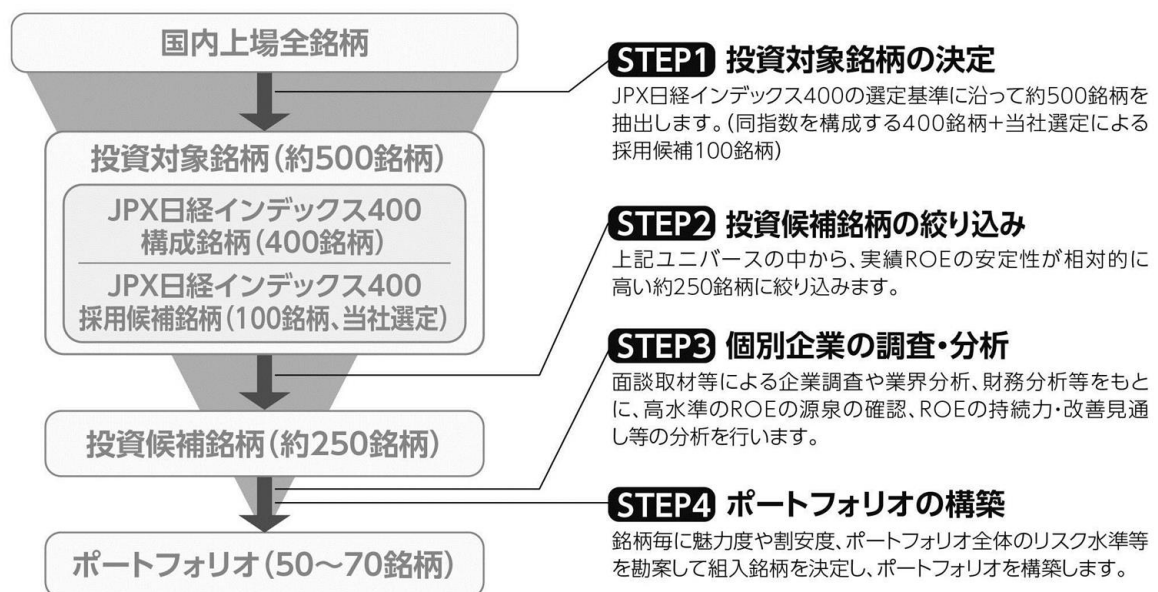 国内上場全銘柄
投資対象銘柄(約500銘柄)
JPX日経インデックス400
構成銘柄(400銘柄)
JPX日経インデックス400
採用候補銘柄(100銘柄、当社選定)
投資候補銘柄(約250銘柄)
ポートフォリオ(50～70銘柄)
STEP1 投資対象銘柄の決定
JPX日経インデックス400の選定基準に沿って約500銘柄を
抽出します。(同指数を構成する400銘柄+当社選定による
採用候補100銘柄)
STEP2 投資候補銘柄の絞り込み
上記ユニバースの中から、実績ROEの安定性が相対的に
高い約250銘柄に絞り込みます。
STEP3 個別企業の調査・分析
面談取材等による企業調査や業界分析、財務分析等をもと
に、高水準のROEの源泉の確認、ROEの持続力・改善見通
し等の分析を行います。
STEP4 ポートフォリオの構築
銘柄毎に魅力度や割安度、ポートフォリオ全体のリスク水準等
を勘案して組入銘柄を決定し、ポートフォリオを構築します。